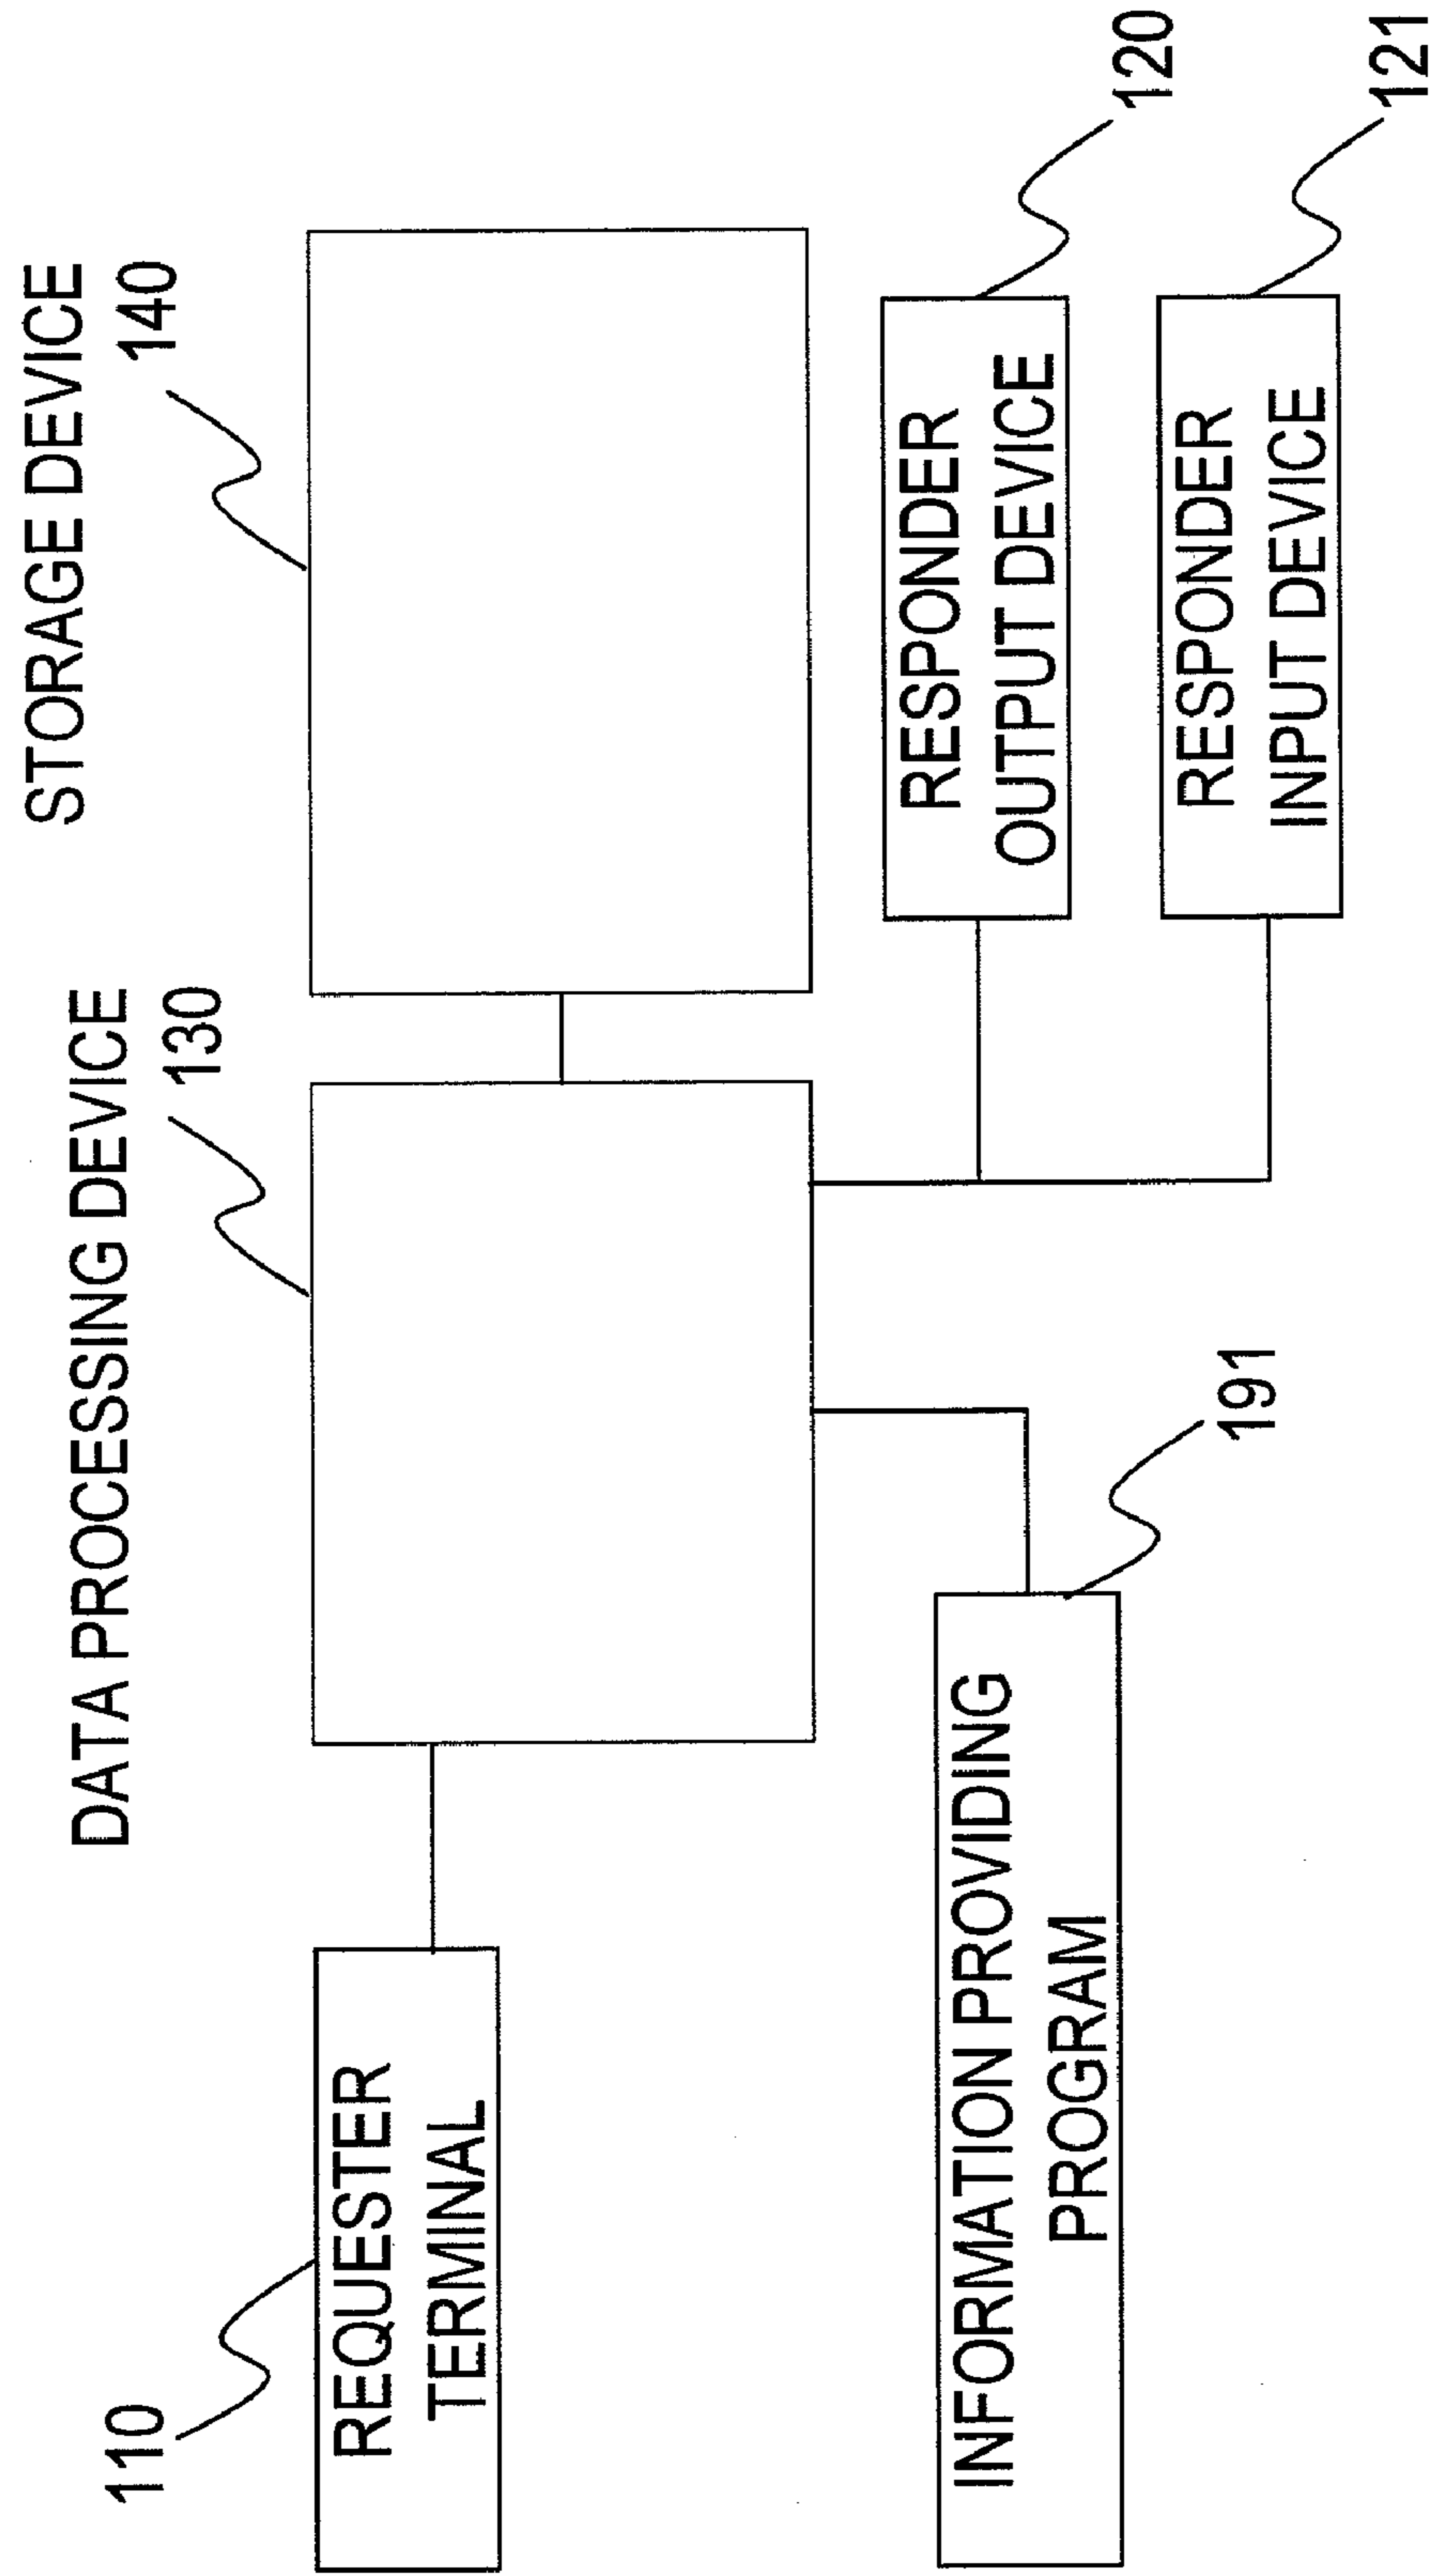 STORAGE DEVICE
140
DATA PROCESSING DEVICE
130
110
REQUESTER
TERMINAL
RESPONDER
OUTPUT DEVICE
120
RESPONDER
INPUT DEVICE
121
INFORMATION PROVIDING
PROGRAM
191